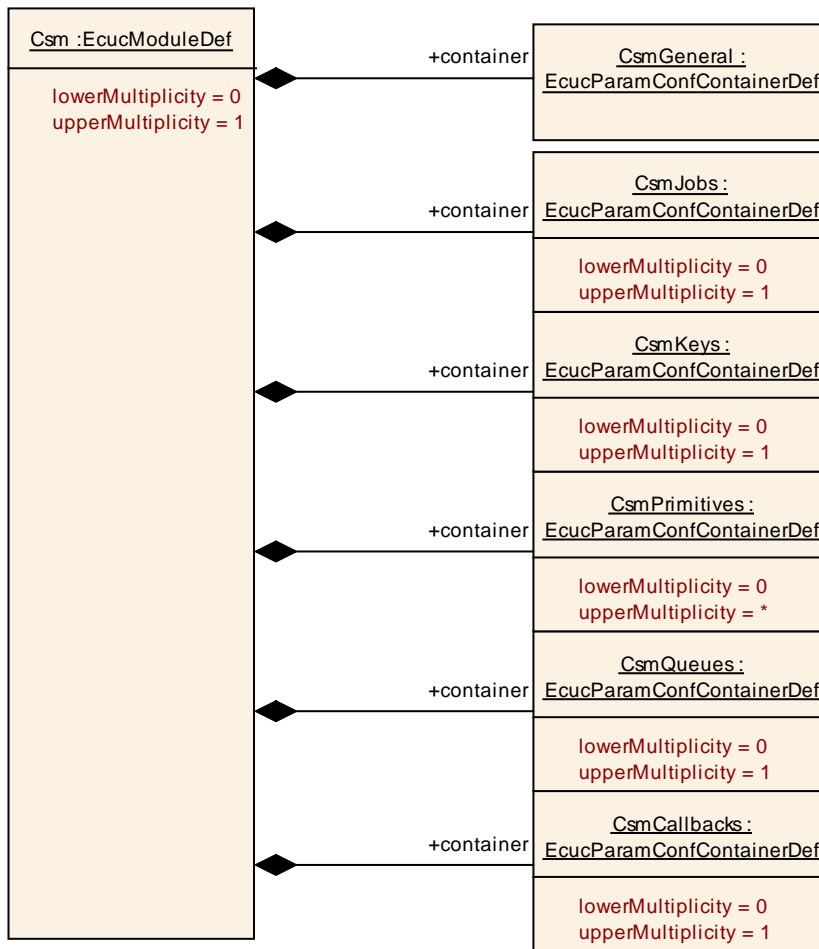 Csm :EcucModuleDef
lowerMultiplicity = 0
upperMultiplicity = 1
+container
CsmGeneral :
EcucParamConfContainerDef
+container
CsmJobs :
EcucParamConfContainerDef
lowerMultiplicity = 0
upperMultiplicity = 1
+container
CsmKeys :
EcucParamConfContainerDef
lowerMultiplicity = 0
upperMultiplicity = 1
+container
CsmPrimitives :
EcucParamConfContainerDef
lowerMultiplicity = 0
upperMultiplicity = *
+container
CsmQueues :
EcucParamConfContainerDef
lowerMultiplicity = 0
upperMultiplicity = 1
+container
CsmCallbacks :
EcucParamConfContainerDef
lowerMultiplicity = 0
upperMultiplicity = 1